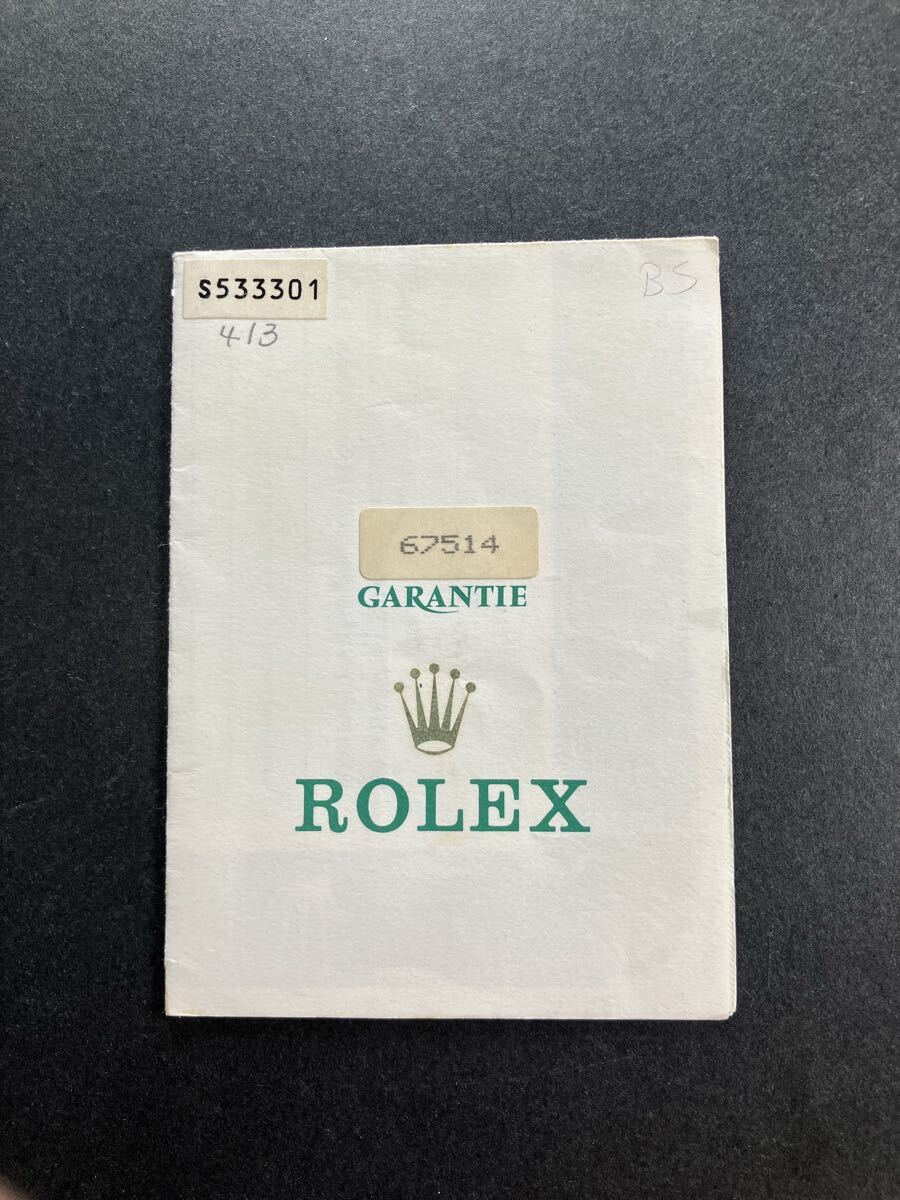 S533301
BS
413
67514
GARANTIE
ROLEX